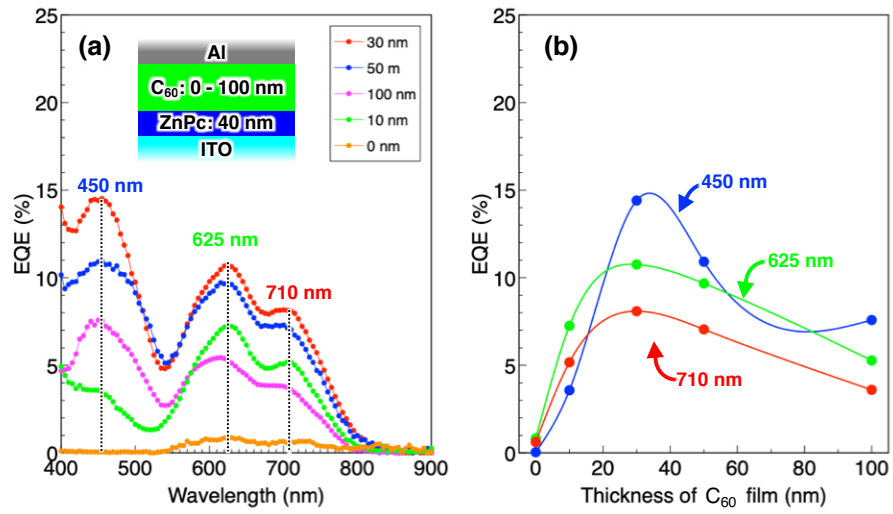 (a)
Al
C60: 0 - 100 nm
ZnPc: 40 nm
ITO
30 nm
50 m
100 nm
10 nm
0 nm
450 nm
625 nm
710 nm
25
20
15
10
5
0
EQE (%)
400 500 600 700 800 900
Wavelength (nm)
(b)
450 nm
625 nm
710 nm
25
20
15
10
5
0
EQE (%)
0 20 40 60 80 100
Thickness of C60 film (nm)